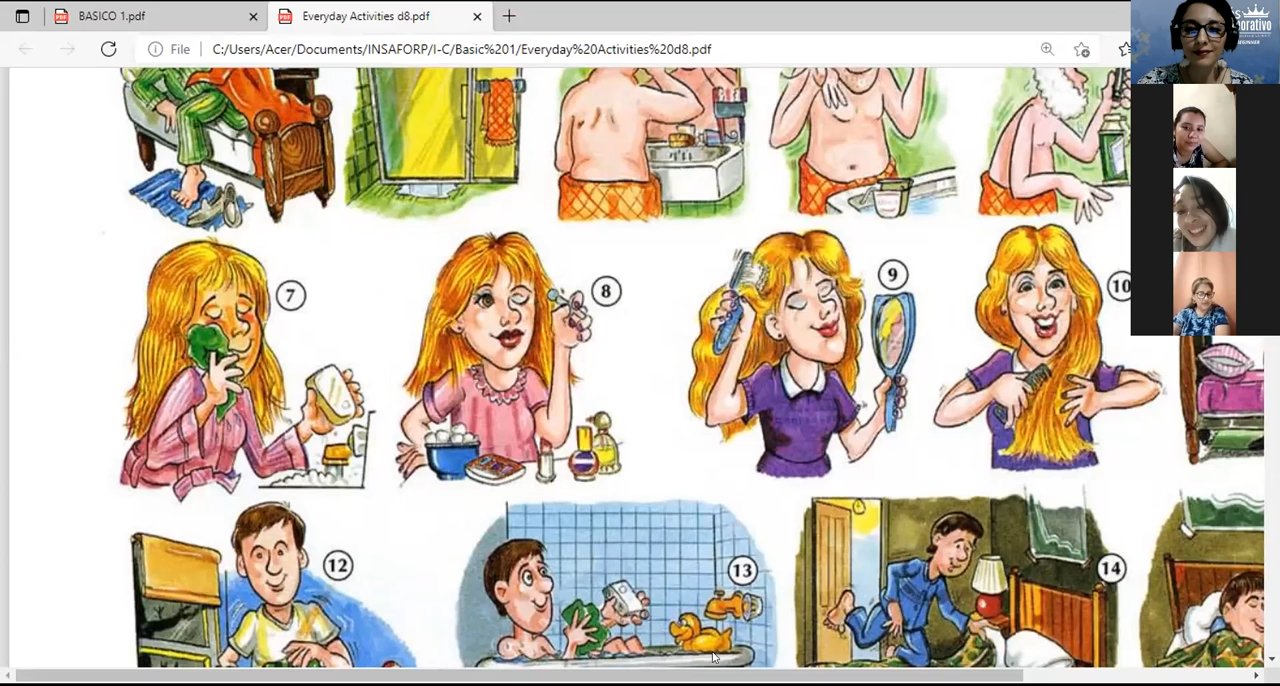 BASICO 1.pdf
Everyday Activities d8.pdf
File
C:/Users/Acer/Documents/INSAFORP/I-C/Basic%201/Everyday%20Activities%20d8.pdf
7
8
9
10
12
13
14